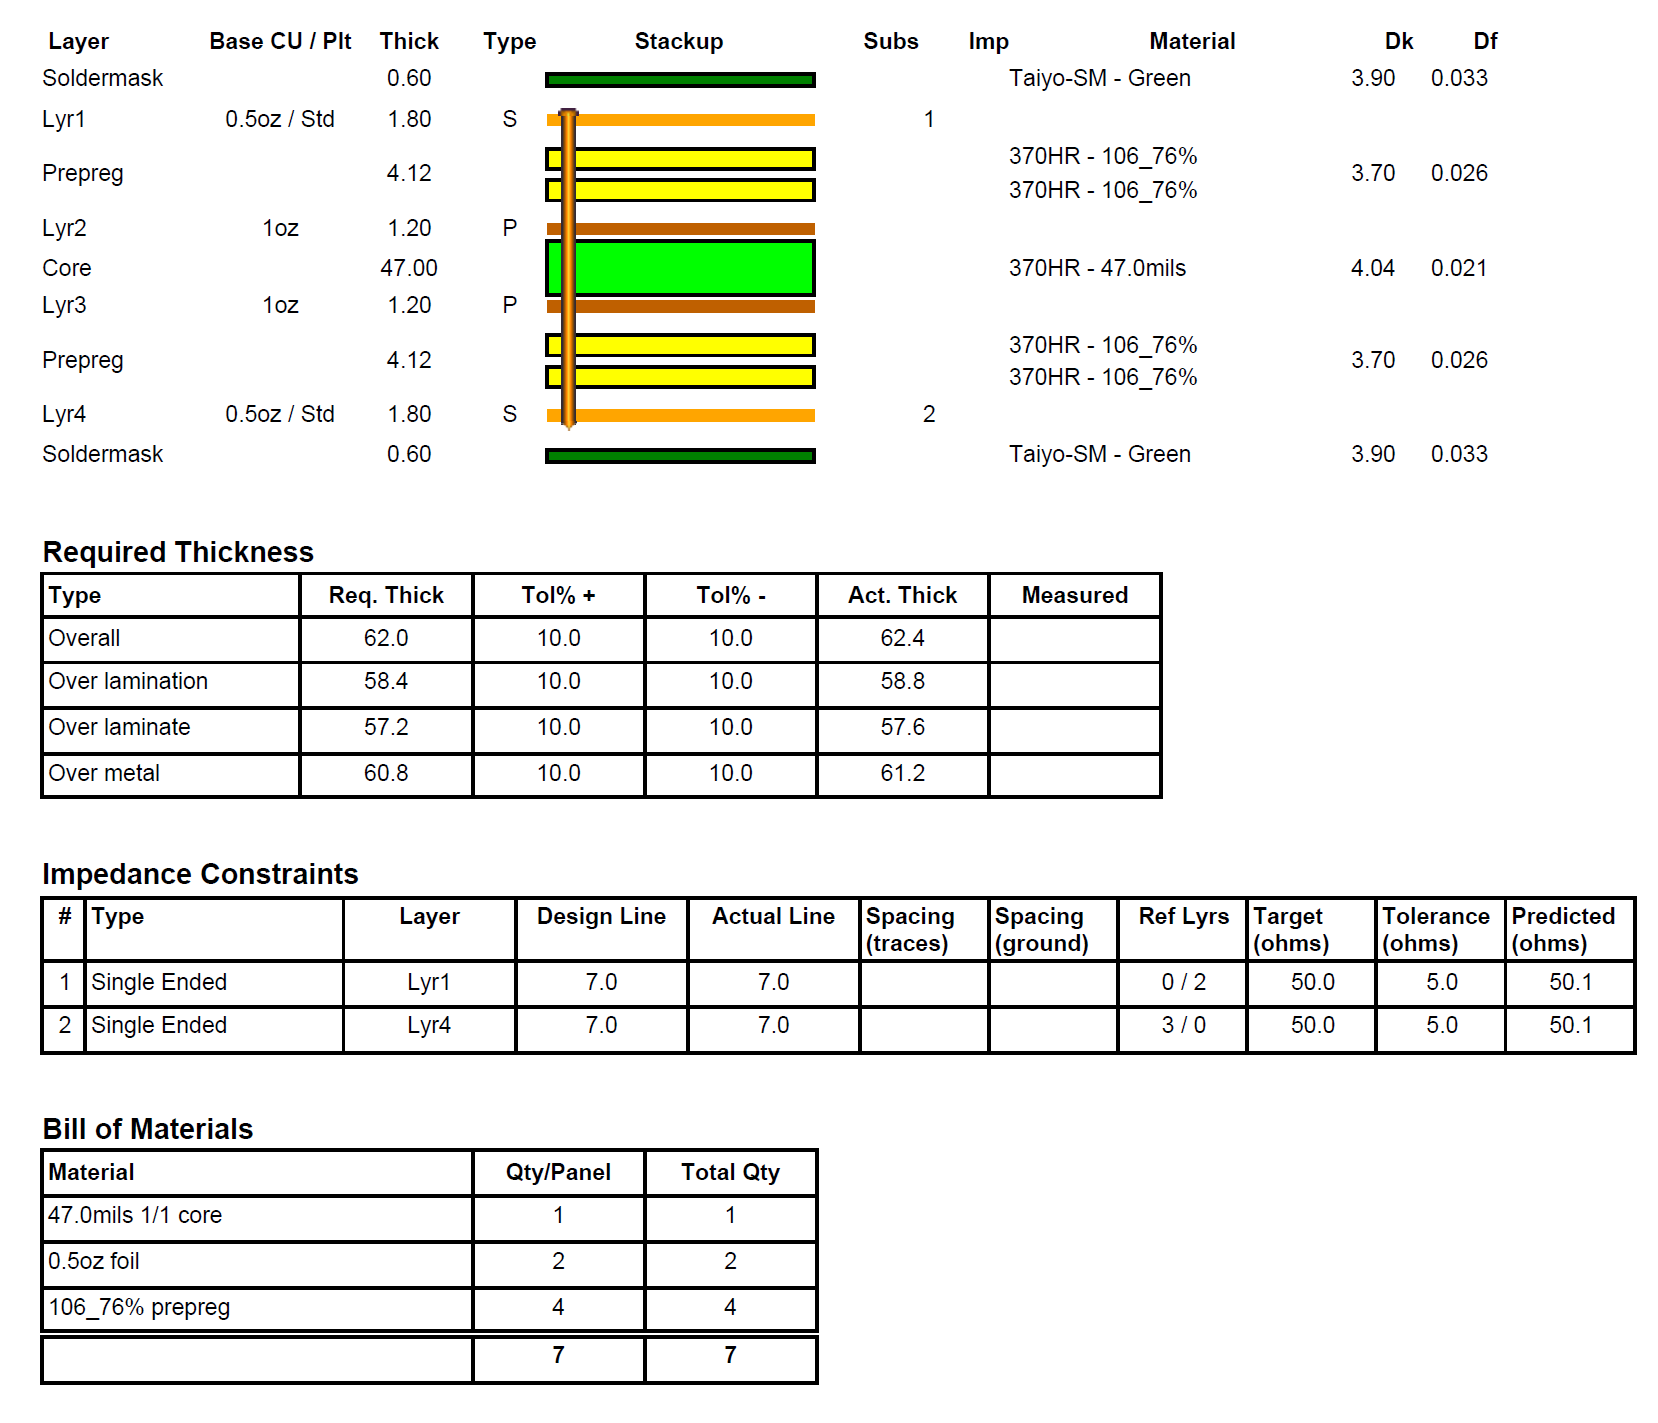 Layer Base CU / Plt Thick Type Stackup Subs Imp Material Dk Df
Soldermask 0.60 Taiyo-SM - Green 3.90 0.033
Lyr1 0.5oz / Std 1.80 S 1
370HR - 106_76%
Prepreg 4.12 3.70 0.026
370HR - 106_76%
Lyr2 1oz 1.20 P
Core 47.00 370HR - 47.0mils 4.04 0.021
Lyr3 1oz 1.20 P
370HR - 106_76%
Prepreg 4.12 3.70 0.026
370HR - 106_76%
Lyr4 0.5oz / Std 1.80 S 2
Soldermask 0.60 Taiyo-SM - Green 3.90 0.033
Required Thickness
Type Req. Thick Tol% + Tol% - Act. Thick Measured
Overall 62.0 10.0 10.0 62.4
Over lamination 58.4 10.0 10.0 58.8
Over laminate 57.2 10.0 10.0 57.6
Over metal 60.8 10.0 10.0 61.2
Impedance Constraints
# Type Layer Design Line Actual Line Spacing (traces) Spacing (ground) Ref Lyrs Target (ohms) Tolerance (ohms) Predicted (ohms)
1 Single Ended Lyr1 7.0 7.0 0 / 2 50.0 5.0 50.1
2 Single Ended Lyr4 7.0 7.0 3 / 0 50.0 5.0 50.1
Bill of Materials
Material Qty/Panel Total Qty
47.0mils 1/1 core 1 1
0.5oz foil 2 2
106_76% prepreg 4 4
7 7